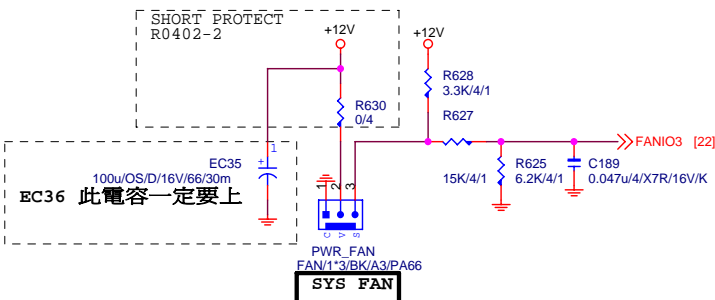 SHORT PROTECT
R0402-2
+12V
+12V
R630
0/4
R628
3.3K/4/1
R627
15K/4/1
FANIO3 [22]
R625
6.2K/4/1
C189
0.047u/4/X7R/16V/K
1
+
EC35
100u/OS/D/16V/66/30m
EC36 此電容一定要上
1 2 3
C V S
PWR_FAN
FAN/1*3/BK/A3/PA66
SYS FAN